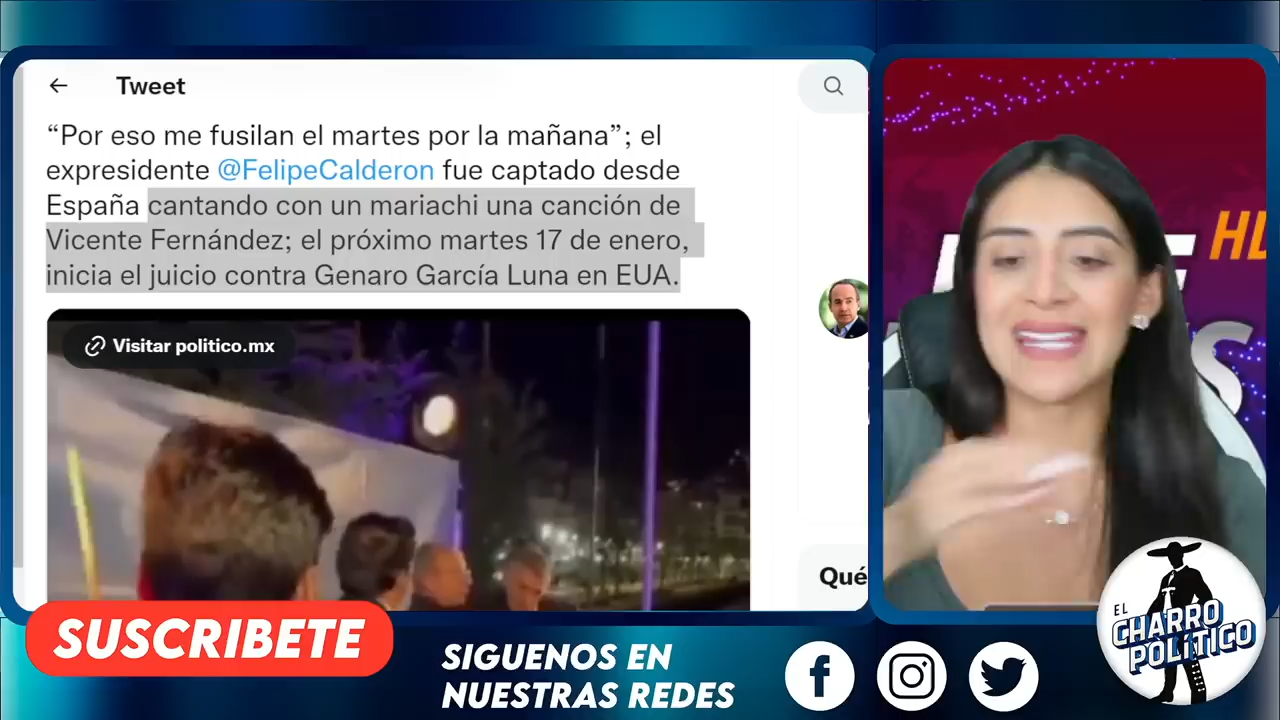 Tweet
“Por eso me fusilan el martes por la mañana”; el
expresidente @FelipeCalderon fue captado desde
España cantando con un mariachi una canción de
Vicente Fernández; el próximo martes 17 de enero,
inicia el juicio contra Genaro García Luna en EUA.
Visitar politico.mx
Qué
HD
SUSCRIBETE
SIGUENOS EN
NUESTRAS REDES
EL
CHARRO
POLÍTICO